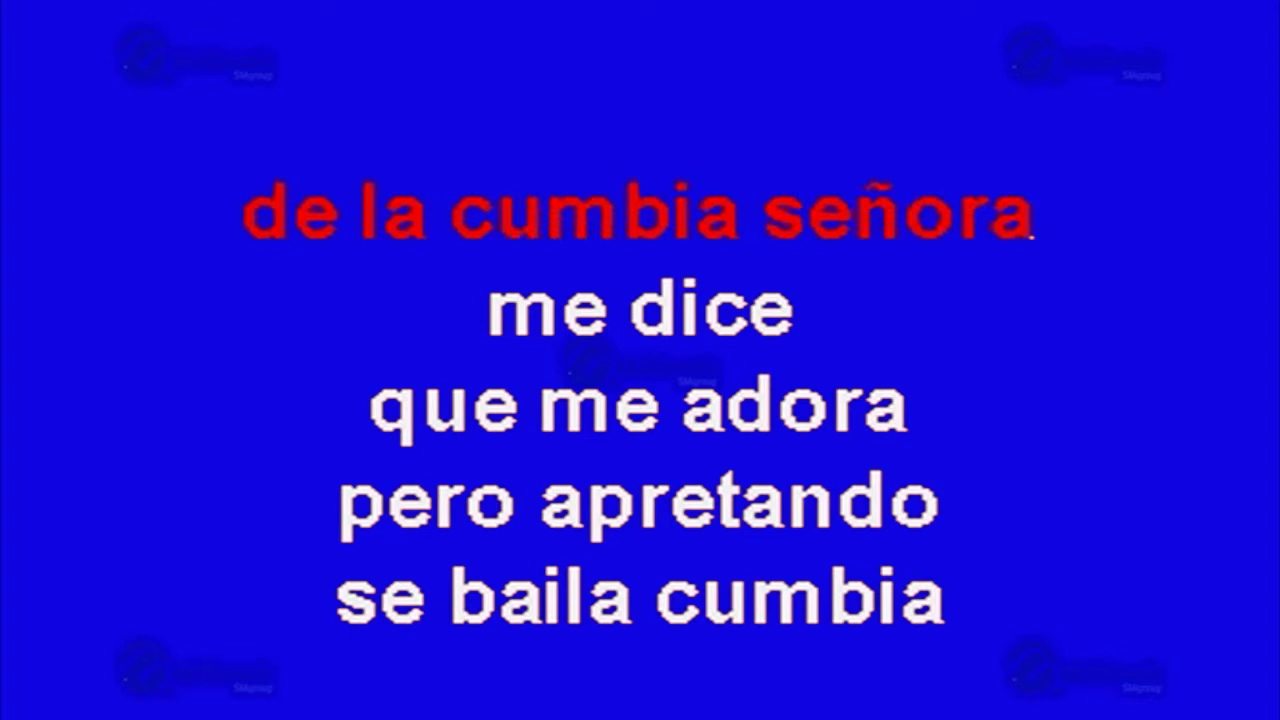 de la cumbia señora
me dice
que me adora
pero apretando
se baila cumbia